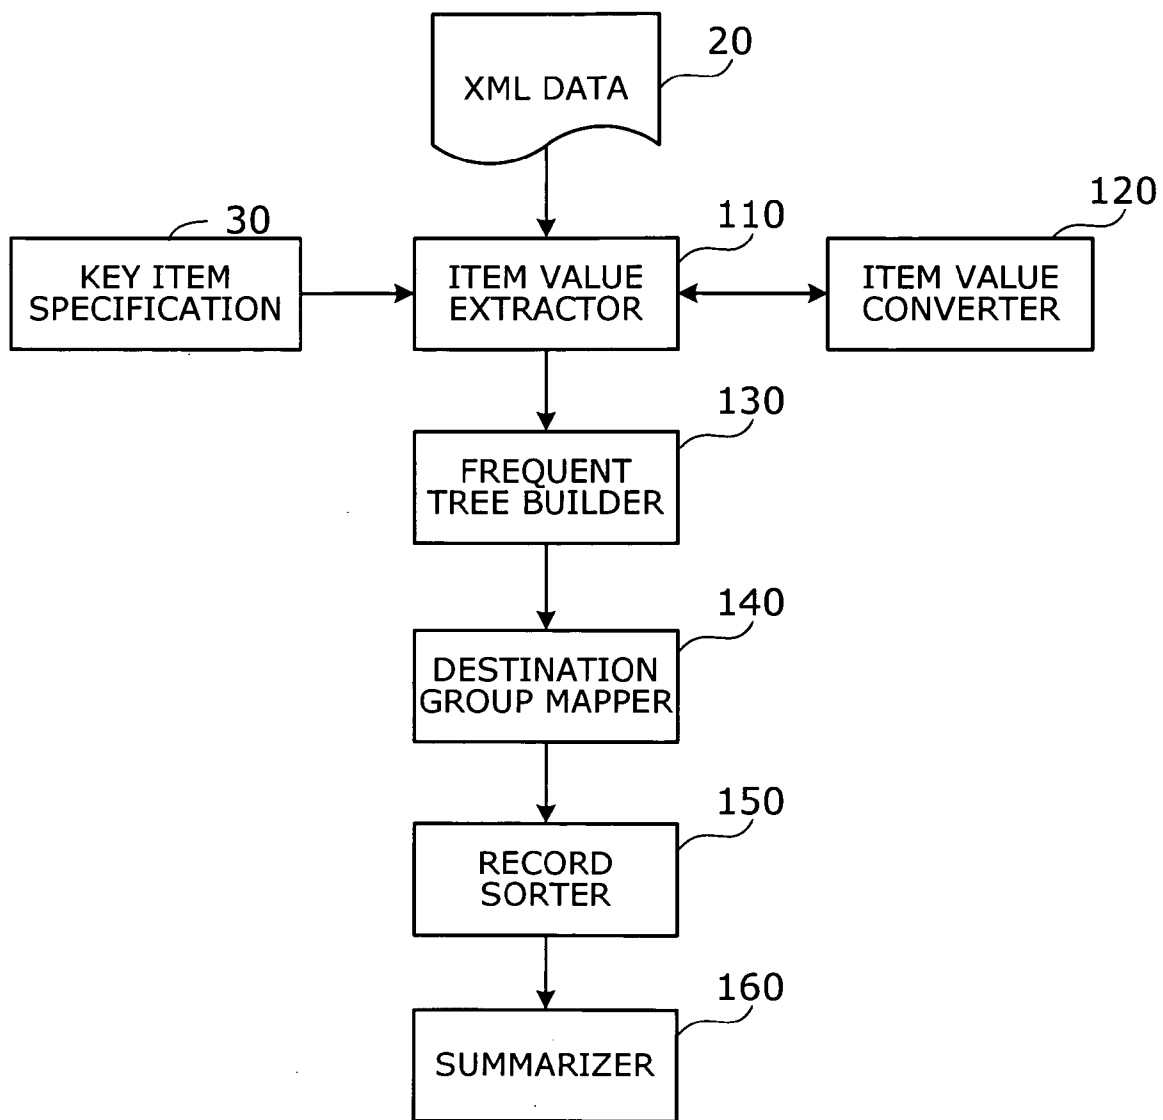 20
XML DATA
120
110
30
KEY ITEM
SPECIFICATION
ITEM VALUE
EXTRACTOR
ITEM VALUE
CONVERTER
130
FREQUENT
TREE BUILDER
140
DESTINATION
GROUP MAPPER
150
RECORD
SORTER
160
SUMMARIZER